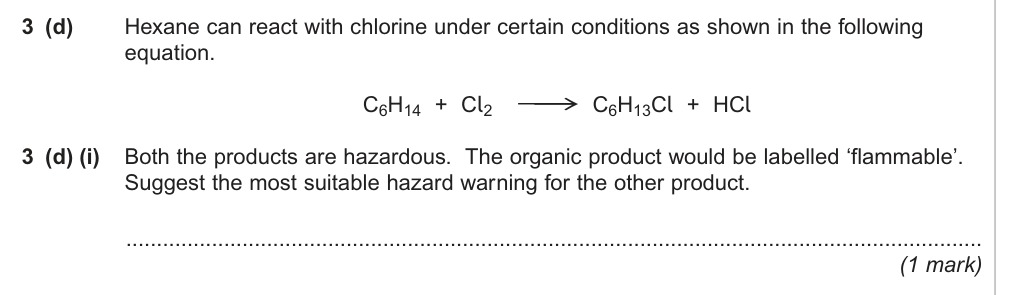 3 (d) Hexane can react with chlorine under certain conditions as shown in the following
equation.
C₆H₁₄ + Cl₂ ⟶ C₆H₁₃Cl + HCl
3 (d) (i) Both the products are hazardous. The organic product would be labelled ‘flammable’.
Suggest the most suitable hazard warning for the other product.
....................................................................................................................................................
(1 mark)